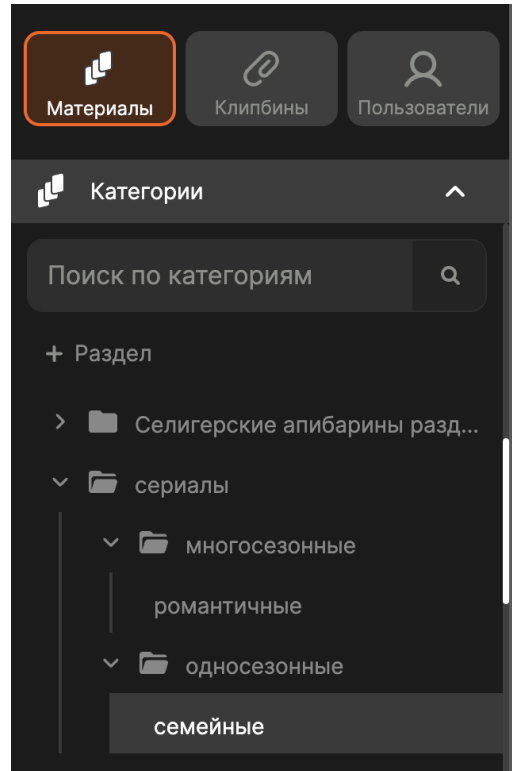 Материалы Клипбины Пользователи
Категории
Поиск по категориям
+ Раздел
Селигерские апибарины разд...
сериалы
многосезонные
романтичные
односезонные
семейные